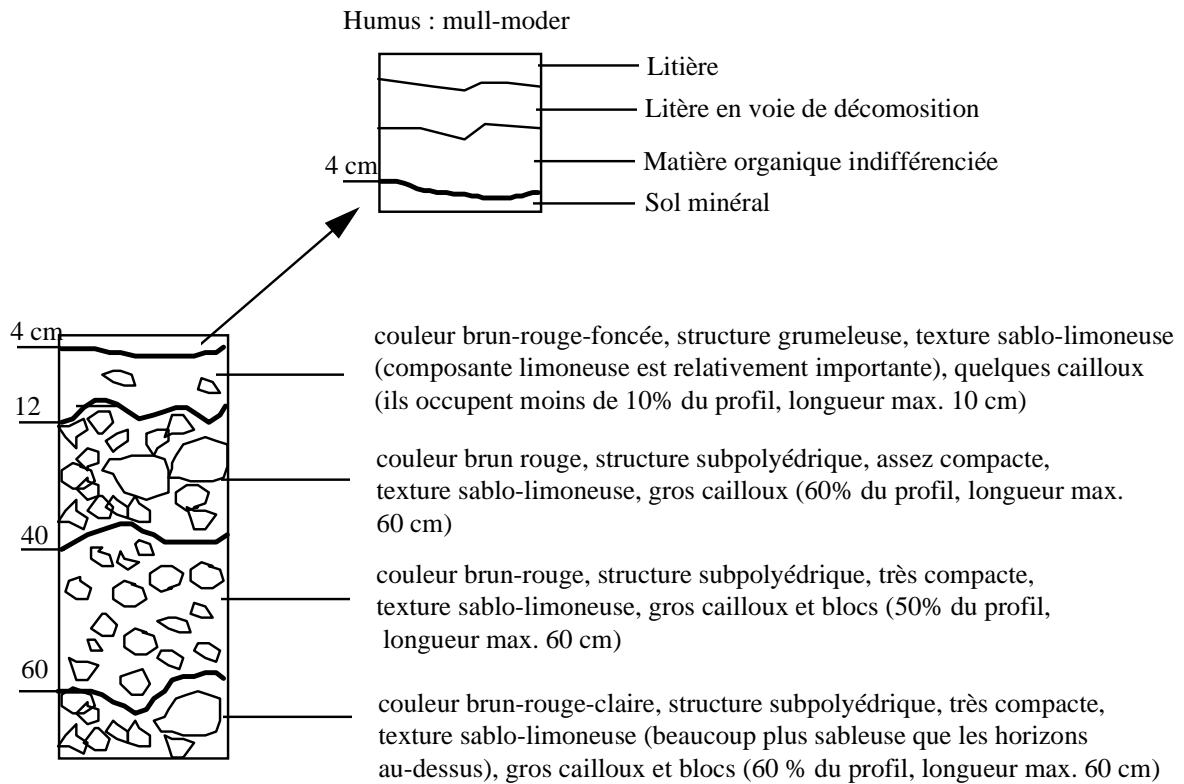 Humus : mull-moder
Litière
Litère en voie de décomosition
Matière organique indifférenciée
4 cm
Sol minéral
4 cm
couleur brun-rouge-foncée, structure grumeleuse, texture sablo-limoneuse
(composante limoneuse est relativement importante), quelques cailloux
(ils occupent moins de 10% du profil, longueur max. 10 cm)
12
couleur brun rouge, structure subpolyédrique, assez compacte,
texture sablo-limoneuse, gros cailloux (60% du profil, longueur max.
60 cm)
40
couleur brun-rouge, structure subpolyédrique, très compacte,
texture sablo-limoneuse, gros cailloux et blocs (50% du profil,
longueur max. 60 cm)
60
couleur brun-rouge-claire, structure subpolyédrique, très compacte,
texture sablo-limoneuse (beaucoup plus sableuse que les horizons
au-dessus), gros cailloux et blocs (60 % du profil, longueur max. 60 cm)